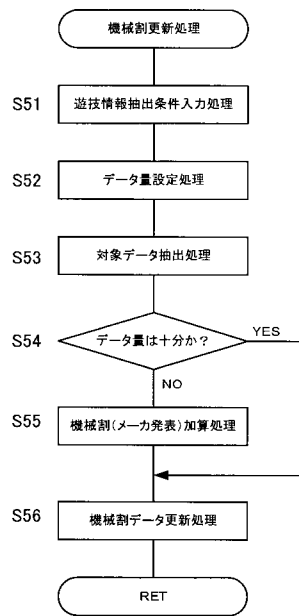 機械割更新処理
S51
遊技情報抽出条件入力処理
S52
データ量設定処理
S53
対象データ抽出処理
S54
データ量は十分か？
YES
NO
S55
機械割(メーカ発表)加算処理
S56
機械割データ更新処理
RET